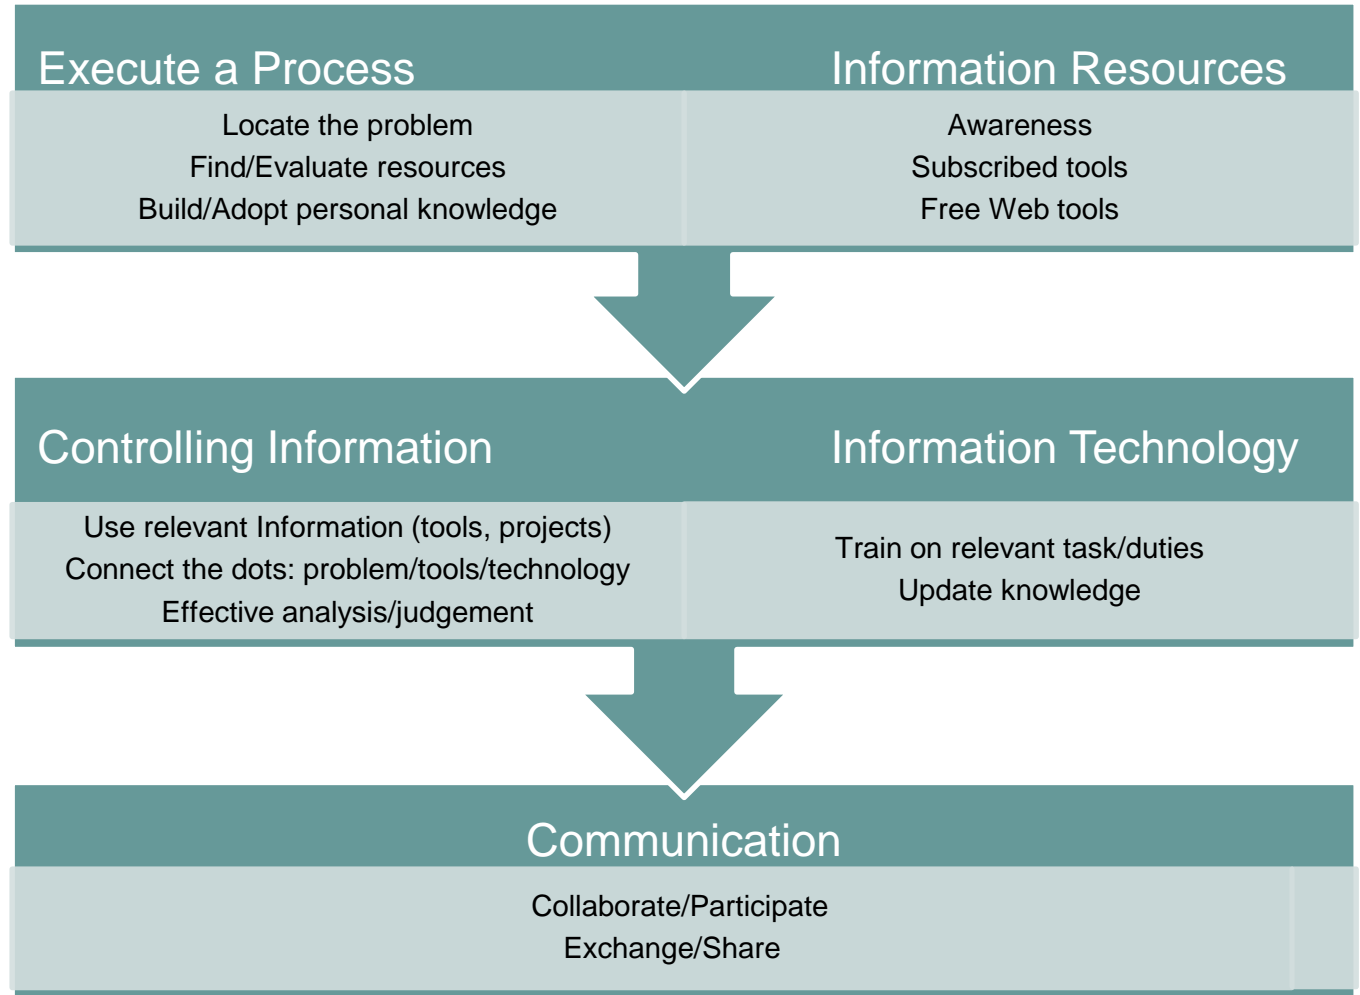 Execute a Process
Locate the problem
Find/Evaluate resources
Build/Adopt personal knowledge
Information Resources
Awareness
Subscribed tools
Free Web tools
Controlling Information
Use relevant Information (tools, projects)
Connect the dots: problem/tools/technology
Effective analysis/judgement
Information Technology
Train on relevant task/duties
Update knowledge
Communication
Collaborate/Participate
Exchange/Share